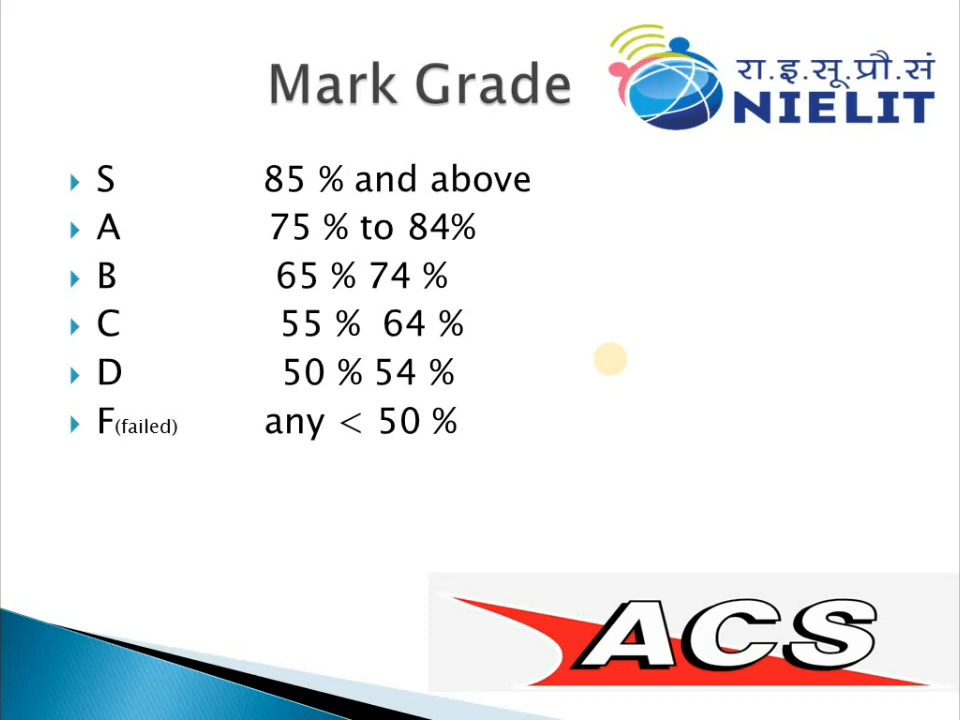 Mark Grade
रा.इ.सू.प्रौ.सं
NIELIT
S 85 % and above
A 75 % to 84%
B 65 % 74 %
C 55 % 64 %
D 50 % 54 %
F(failed) any < 50 %
ACS